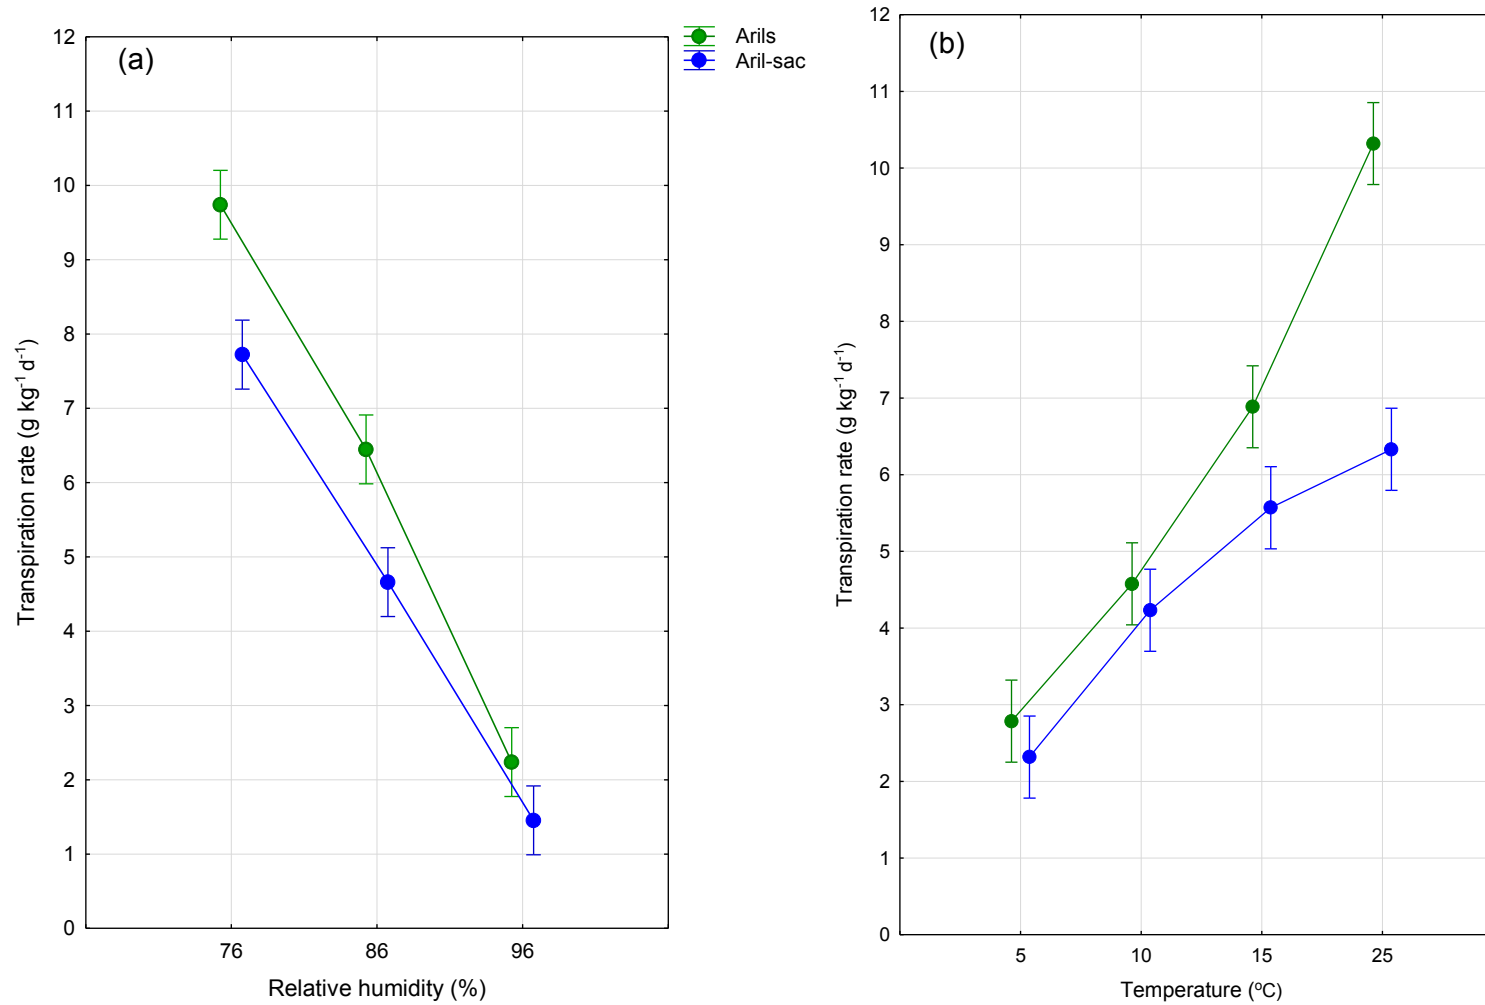 (a)
12
11
10
9
8
7
6
5
4
3
2
1
0
76 86 96
Relative humidity (%)
Transpiration rate (g kg⁻¹ d⁻¹)
Arils
Aril-sac
(b)
12
11
10
9
8
7
6
5
4
3
2
1
0
5 10 15 25
Temperature (ºC)
Transpiration rate (g kg⁻¹ d⁻¹)